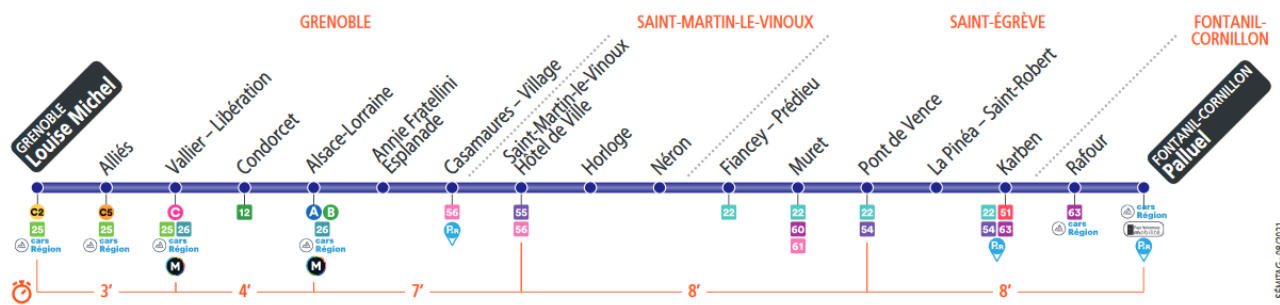 GRENOBLE
SAINT-MARTIN-LE-VINOUX
SAINT-ÉGRÈVE
FONTANIL-
CORNILLON
GRENOBLE
Louise Michel
Alliés
Vallier – Libération
Condorcet
Alsace-Lorraine
Annie Fratellini
Esplanade
Casamaures – Village
Saint-Martin-le-Vinoux
Hôtel de Ville
Horloge
Néron
Fiancey – Prédieu
Muret
Pont de Vence
La Pinéa – Saint-Robert
Karben
Rafour
FONTANIL-CORNILLON
Palluel
C2
25
cars
Région
C5
25
cars
Région
C
25 26
cars
Région
M
12
A B
26
cars
Région
M
56
P+R
55
56
22
22
60
61
22
54
22 51
54 63
P+R
63
cars
Région
cars
Région
P+R
3’
4’
7’
8’
8’